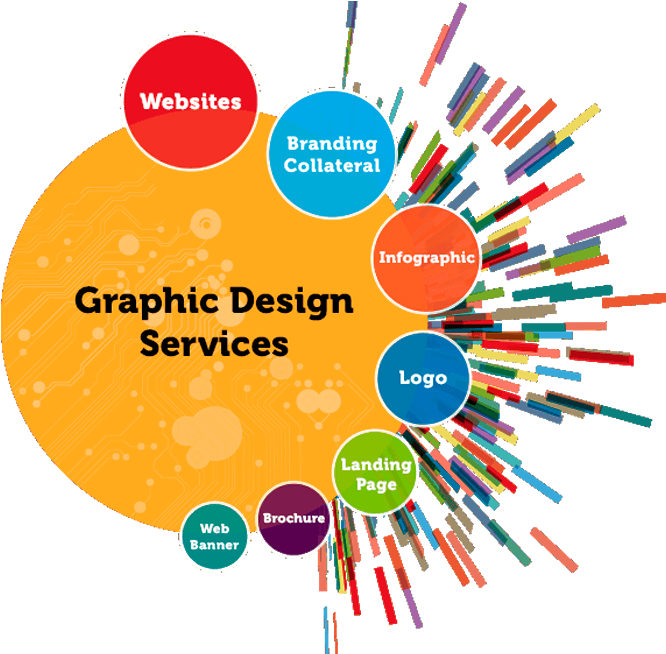 Websites
Branding
Collateral
Infographic
Graphic Design
Services
Logo
Landing
Page
Brochure
Web
Banner